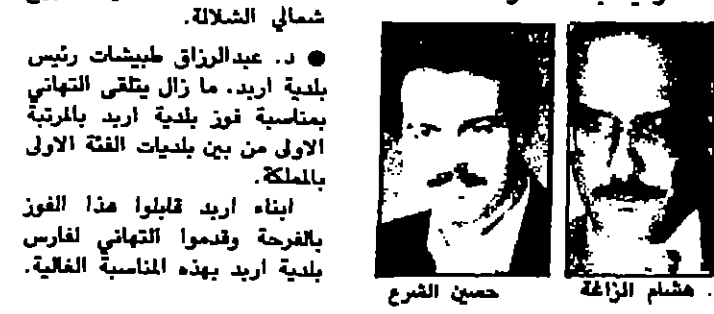 شمالي الشلالة.
● د. عبدالرزاق طبيشات رئيس
بلدية اربد. ما زال يتلقى التهاني
بمناسبة فوز بلدية اربد بالمرتبة
الاولى من بين بلديات الفئة الاولى
بالمملكة.
ابناء اربد قابلوا هذا الفوز
بالفرحة وقدموا التهاني لفارس
بلدية اربد بهذه المناسبة الغالية.
. هشام الزاغة
حسين الشرع